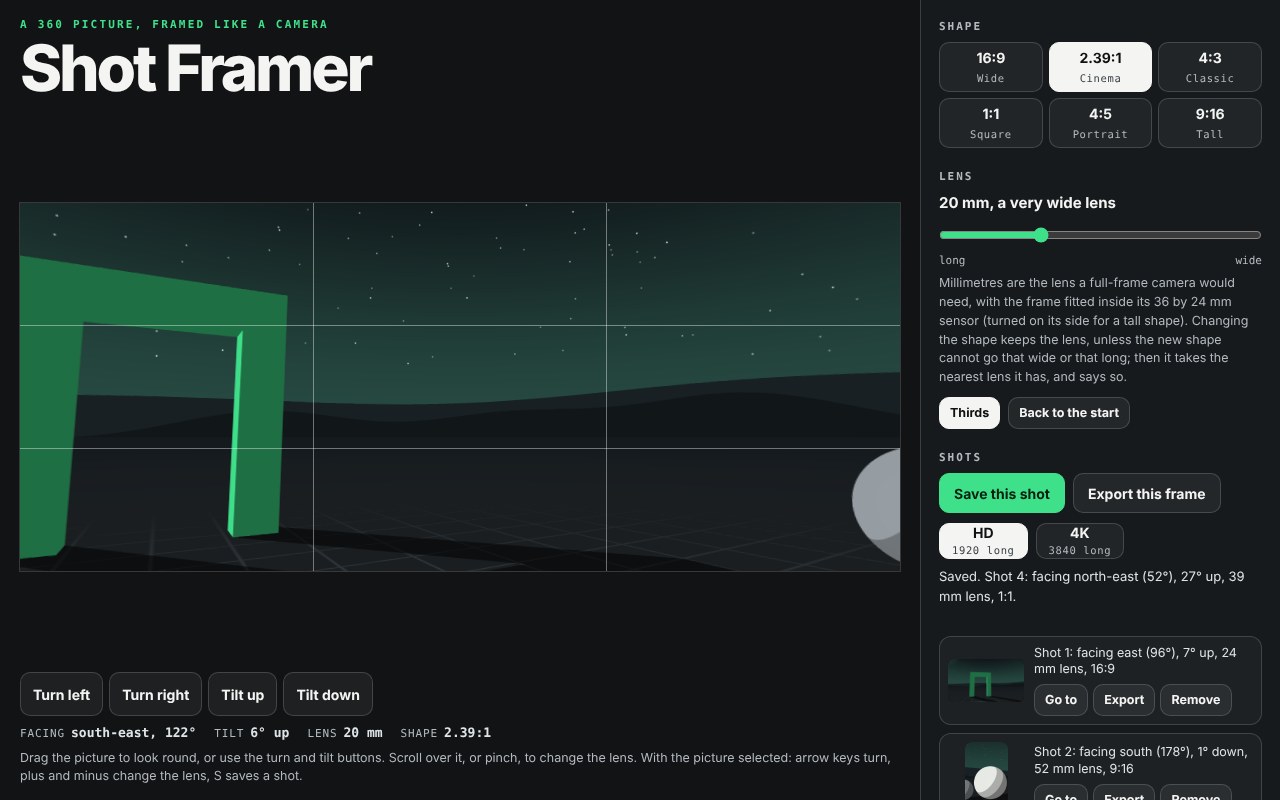 A 360 PICTURE, FRAMED LIKE A CAMERA
Shot Framer
Turn left
Turn right
Tilt up
Tilt down
FACING south-east, 122° TILT 6° up LENS 20 mm SHAPE 2.39:1
Drag the picture to look round, or use the turn and tilt buttons. Scroll over it, or pinch, to change the lens. With the picture selected: arrow keys turn,
plus and minus change the lens, S saves a shot.
SHAPE
16:9
Wide
2.39:1
Cinema
4:3
Classic
1:1
Square
4:5
Portrait
9:16
Tall
LENS
20 mm, a very wide lens
long
wide
Millimetres are the lens a full-frame camera would
need, with the frame fitted inside its 36 by 24 mm
sensor (turned on its side for a tall shape). Changing
the shape keeps the lens, unless the new shape
cannot go that wide or that long; then it takes the
nearest lens it has, and says so.
Thirds
Back to the start
SHOTS
Save this shot
Export this frame
HD
1920 long
4K
3840 long
Saved. Shot 4: facing north-east (52°), 27° up, 39
mm lens, 1:1.
Shot 1: facing east (96°), 7° up, 24
mm lens, 16:9
Go to
Export
Remove
Shot 2: facing south (178°), 1° down,
52 mm lens, 9:16
Go to
Export
Remove